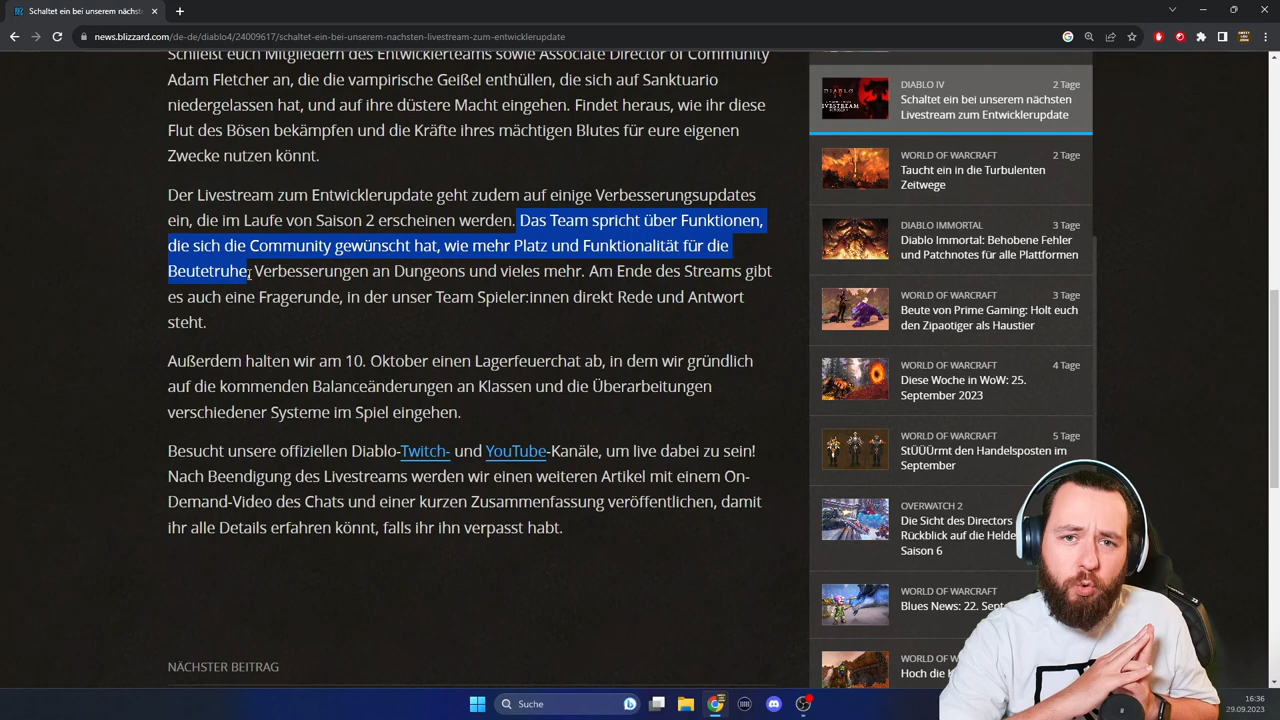 Schaltet ein bei unserem nächst
news.blizzard.com/de-de/diablo4/24009617/schaltet-ein-bei-unserem-nachsten-livestream-zum-entwicklerupdate
Schließt euch Mitgliedern des Entwicklerteams sowie Associate Director of Community
Adam Fletcher an, die die vampirische Geißel enthüllen, die sich auf Sanktuario
niedergelassen hat, und auf ihre düstere Macht eingehen. Findet heraus, wie ihr diese
Flut des Bösen bekämpfen und die Kräfte ihres mächtigen Blutes für eure eigenen
Zwecke nutzen könnt.
Der Livestream zum Entwicklerupdate geht zudem auf einige Verbesserungsupdates
ein, die im Laufe von Saison 2 erscheinen werden. Das Team spricht über Funktionen,
die sich die Community gewünscht hat, wie mehr Platz und Funktionalität für die
Beutetruhe, Verbesserungen an Dungeons und vieles mehr. Am Ende des Streams gibt
es auch eine Fragerunde, in der unser Team Spieler:innen direkt Rede und Antwort
steht.
Außerdem halten wir am 10. Oktober einen Lagerfeuerchat ab, in dem wir gründlich
auf die kommenden Balanceänderungen an Klassen und die Überarbeitungen
verschiedener Systeme im Spiel eingehen.
Besucht unsere offiziellen Diablo-Twitch- und YouTube-Kanäle, um live dabei zu sein!
Nach Beendigung des Livestreams werden wir einen weiteren Artikel mit einem On-
Demand-Video des Chats und einer kurzen Zusammenfassung veröffentlichen, damit
ihr alle Details erfahren könnt, falls ihr ihn verpasst habt.
NÄCHSTER BEITRAG
DIABLO IV 2 Tage
Schaltet ein bei unserem nächsten
Livestream zum Entwicklerupdate
WORLD OF WARCRAFT 2 Tage
Taucht ein in die Turbulenten
Zeitwege
DIABLO IMMORTAL 3 Tage
Diablo Immortal: Behobene Fehler
und Patchnotes für alle Plattformen
WORLD OF WARCRAFT 3 Tage
Beute von Prime Gaming: Holt euch
den Zipaotiger als Haustier
WORLD OF WARCRAFT 4 Tage
Diese Woche in WoW: 25.
September 2023
WORLD OF WARCRAFT 5 Tage
StÜÜÜrmt den Handelsposten im
September
OVERWATCH 2
Die Sicht des Directors
Rückblick auf die Helde
Saison 6
WORLD OF WARCRAFT
Blues News: 22. Sept
WORLD OF W
Hoch die
Suche
16:36
29.09.2023